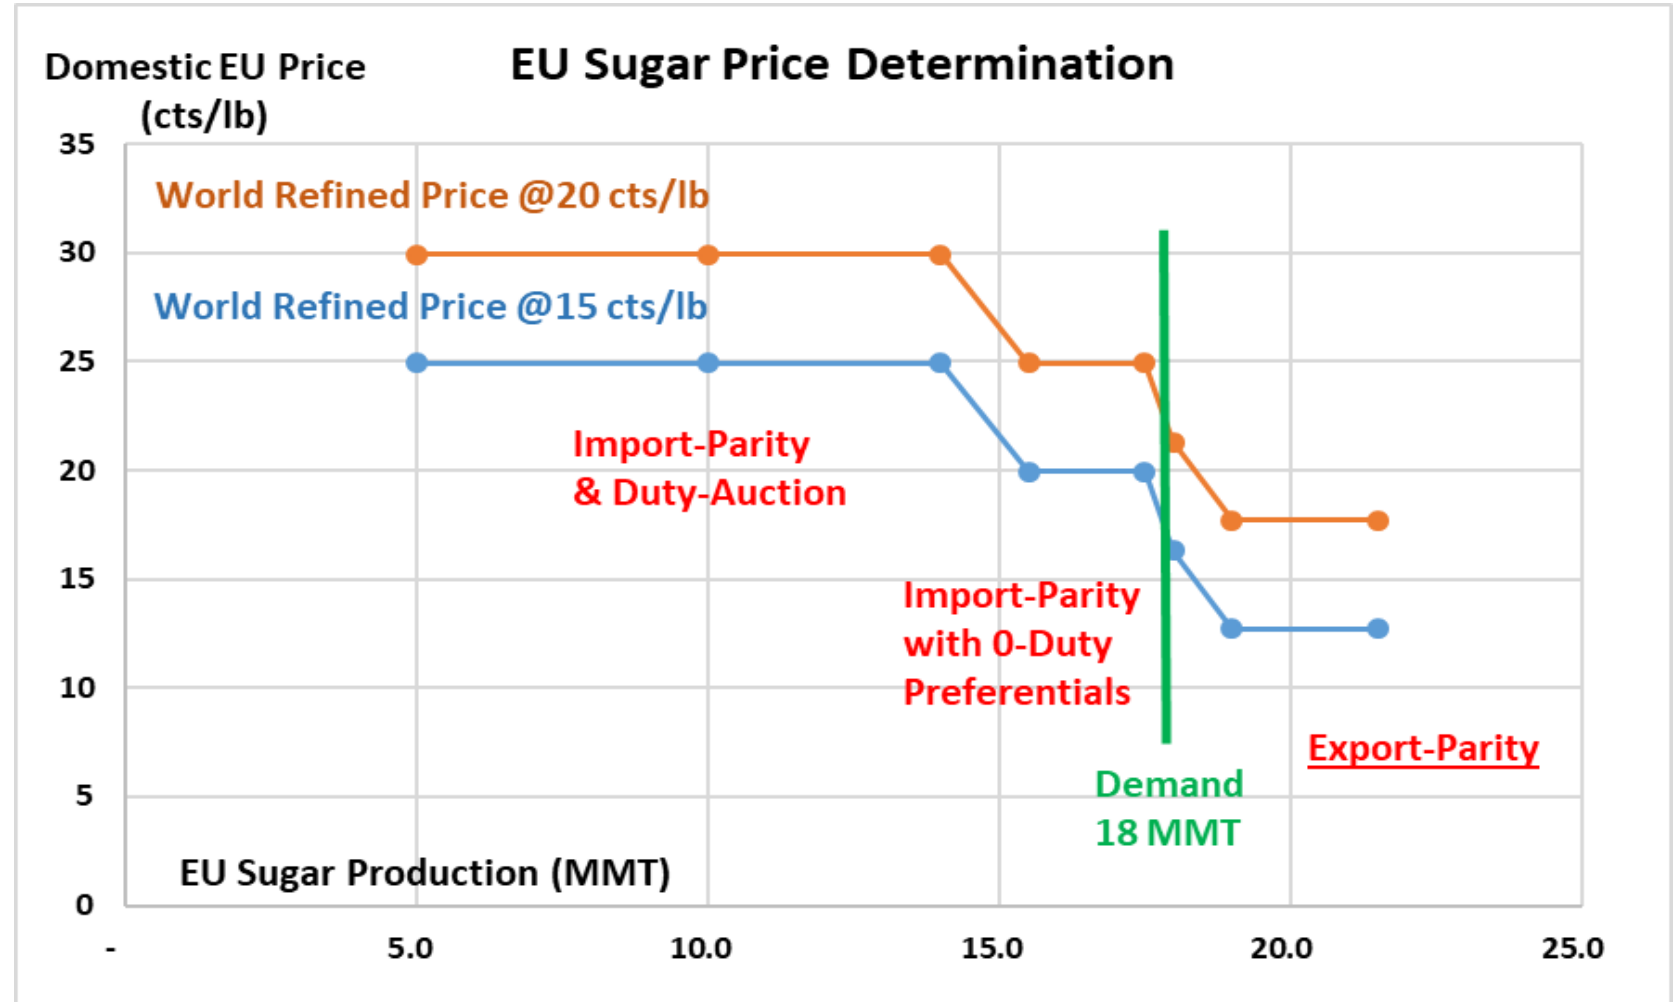 EU Sugar Price Determination
Domestic EU Price
(cts/lb)
35
World Refined Price @20 cts/lb
30
World Refined Price @15 cts/lb
25
Import-Parity
& Duty-Auction
20
15
Import-Parity
with 0-Duty
Preferentials
10
Export-Parity
Demand
18 MMT
5
EU Sugar Production (MMT)
0
- 5.0 10.0 15.0 20.0 25.0